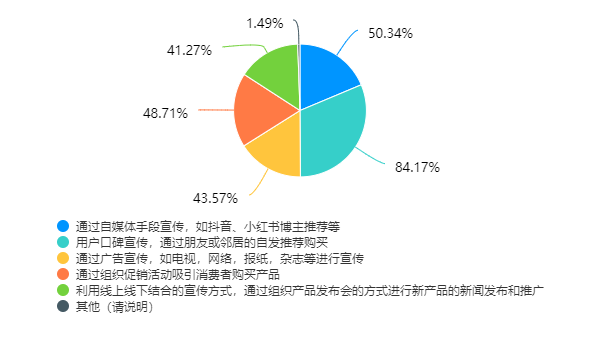 1.49%
50.34%
41.27%
48.71%
84.17%
43.57%
通过自媒体手段宣传，如抖音、小红书博主推荐等
用户口碑宣传，通过朋友或邻居的自发推荐购买
通过广告宣传，如电视，网络，报纸，杂志等进行宣传
通过组织促销活动吸引消费者购买产品
利用线上线下结合的宣传方式，通过组织产品发布会的方式进行新产品的新闻发布和推广
其他（请说明）